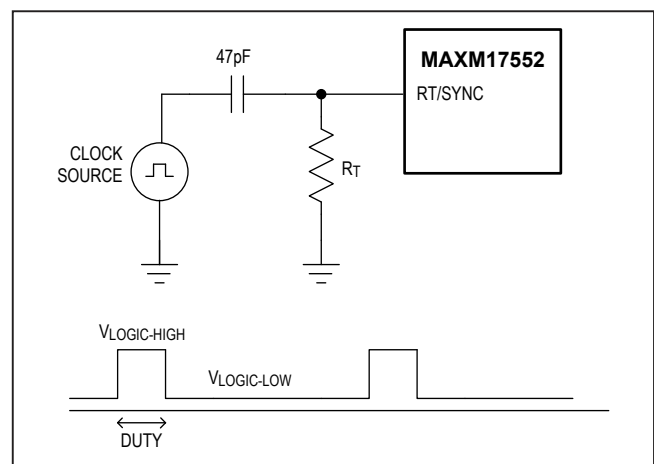 47pF
MAXM17552
RT/SYNC
CLOCK
SOURCE
RT
VLOGIC-HIGH
VLOGIC-LOW
DUTY